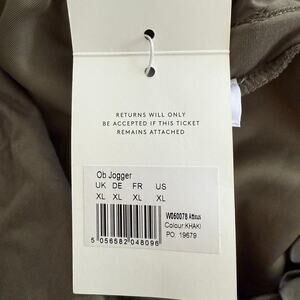 RETURNS WILL ONLY
BE ACCEPTED IF THIS TICKET
REMAINS ATTACHED
Ob Jogger
UK DE FR US
XL XL XL XL
W050078 Attinus
Colour:KHAKI
PO: 19679
5 056582 048096